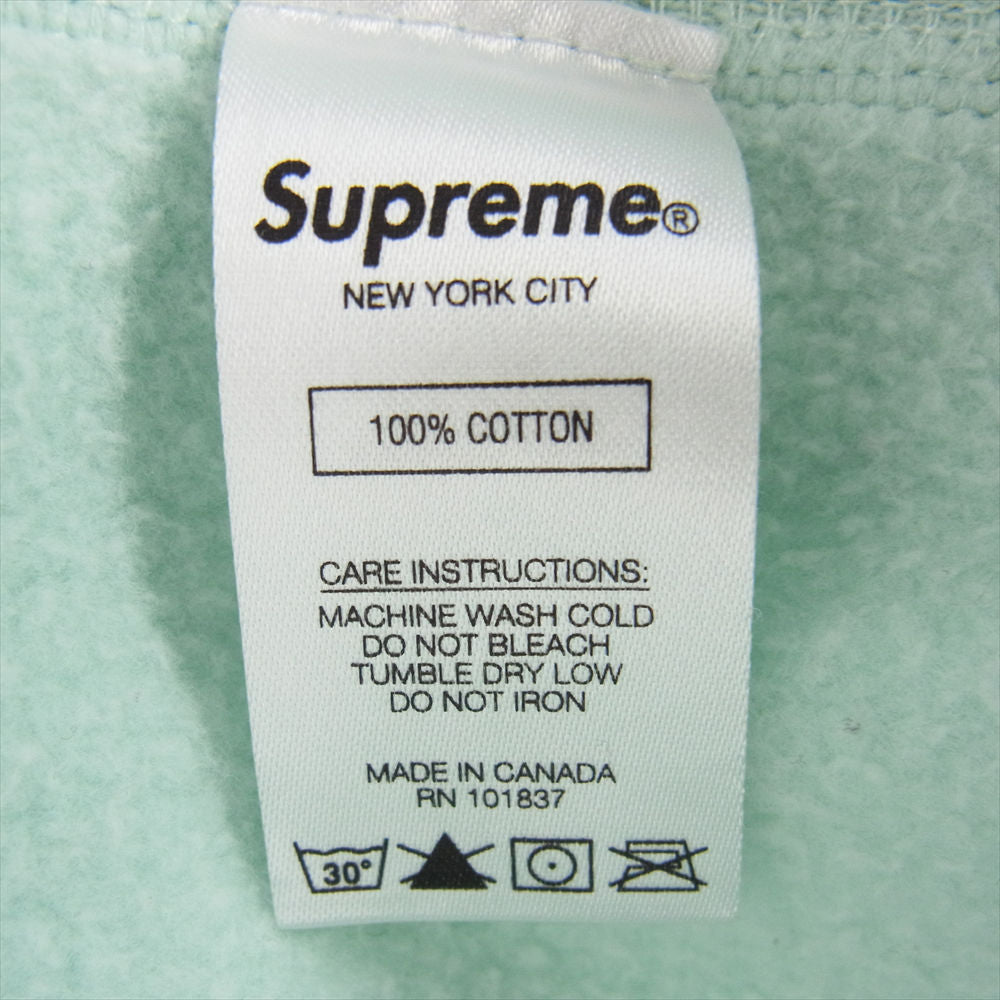 Supreme®
NEW YORK CITY
100% COTTON
CARE INSTRUCTIONS:
MACHINE WASH COLD
DO NOT BLEACH
TUMBLE DRY LOW
DO NOT IRON
MADE IN CANADA
RN 101837
30°